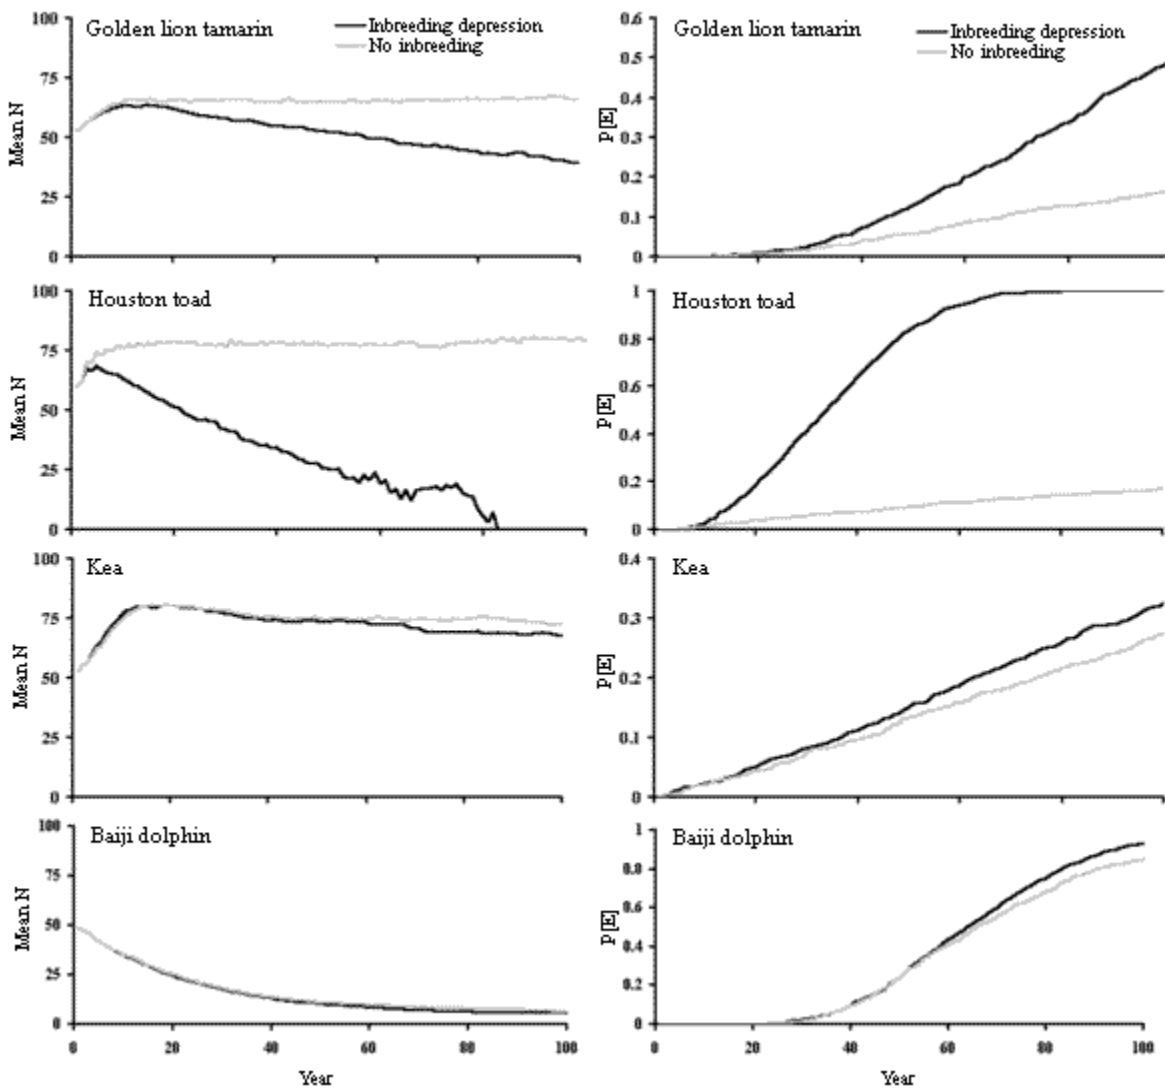 Golden lion tamarin
Inbreeding depression
No inbreeding
100
75
50
25
0
Mean N
Golden lion tamarin
Inbreeding depression
No inbreeding
0.6
0.5
0.4
0.3
0.2
0.1
0
P[E]
Houston toad
100
75
50
25
0
Mean N
Houston toad
1
0.8
0.6
0.4
0.2
0
P[E]
Kea
100
75
50
25
0
Mean N
Kea
0.4
0.3
0.2
0.1
0
P[E]
Baiji dolphin
100
75
50
25
0
Mean N
0 20 40 60 80 100
Year
Baiji dolphin
1
0.8
0.6
0.4
0.2
0
P[E]
0 20 40 60 80 100
Year